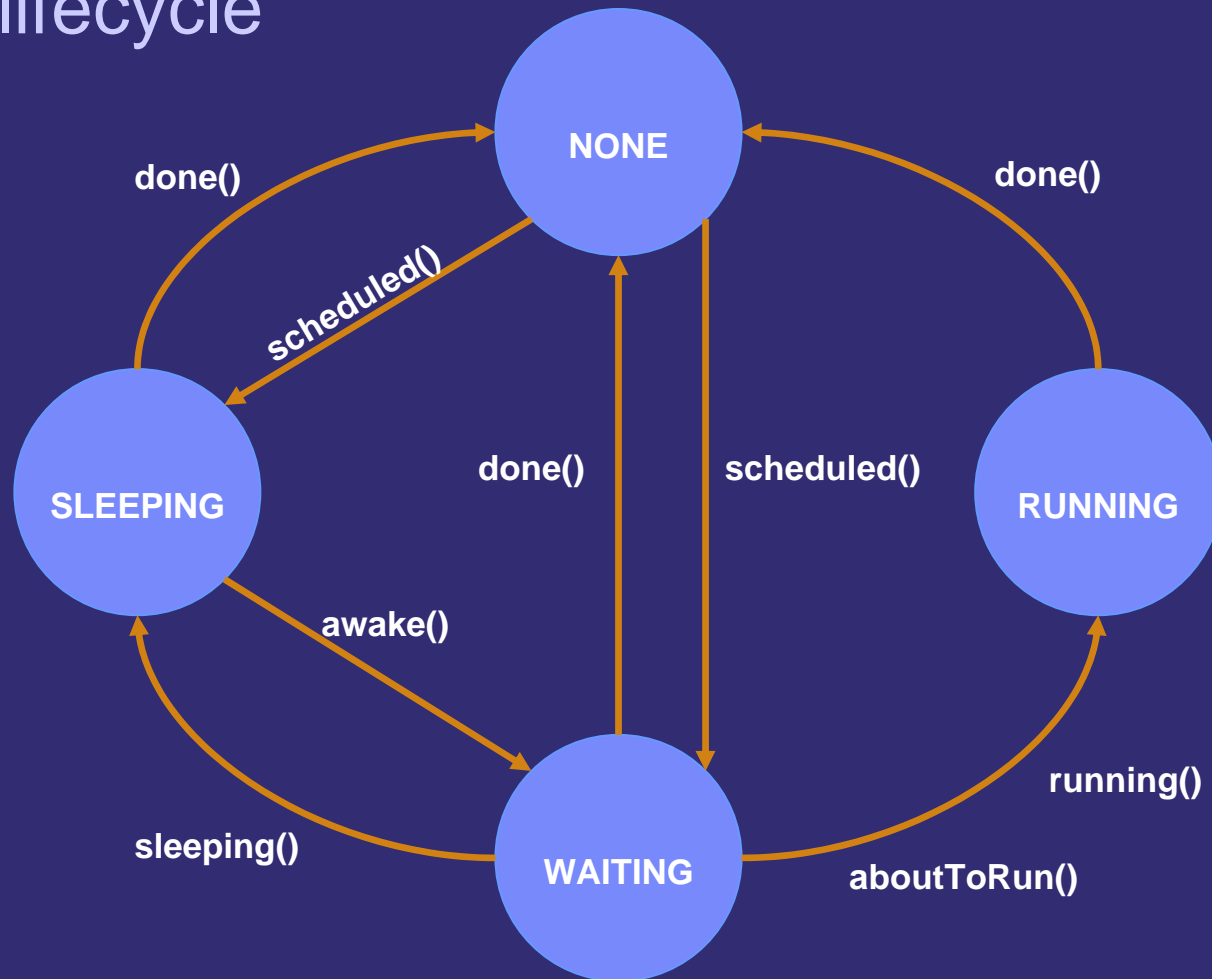 lifecycle
NONE
done()
done()
scheduled()
done()
scheduled()
SLEEPING
RUNNING
awake()
running()
sleeping()
WAITING
aboutToRun()